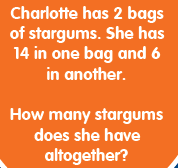 Charlotte has 2 bags
of stargums. She has
14 in one bag and 6
in another.
How many stargums
does she have
altogether?